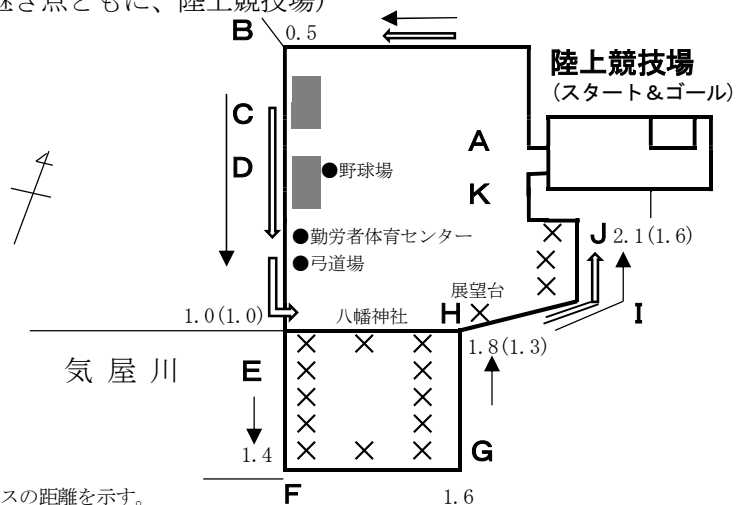 継ぎ点ともに、陸上競技場)
B
0.5
陸上競技場
(スタート&ゴール)
C
A
D
●野球場
K
●勤労者体育センター
J 2.1(1.6)
●弓道場
展望台
1.0(1.0)
八幡神社
H
I
1.8(1.3)
気屋川
E
1.4
G
F
1.6
スの距離を示す。